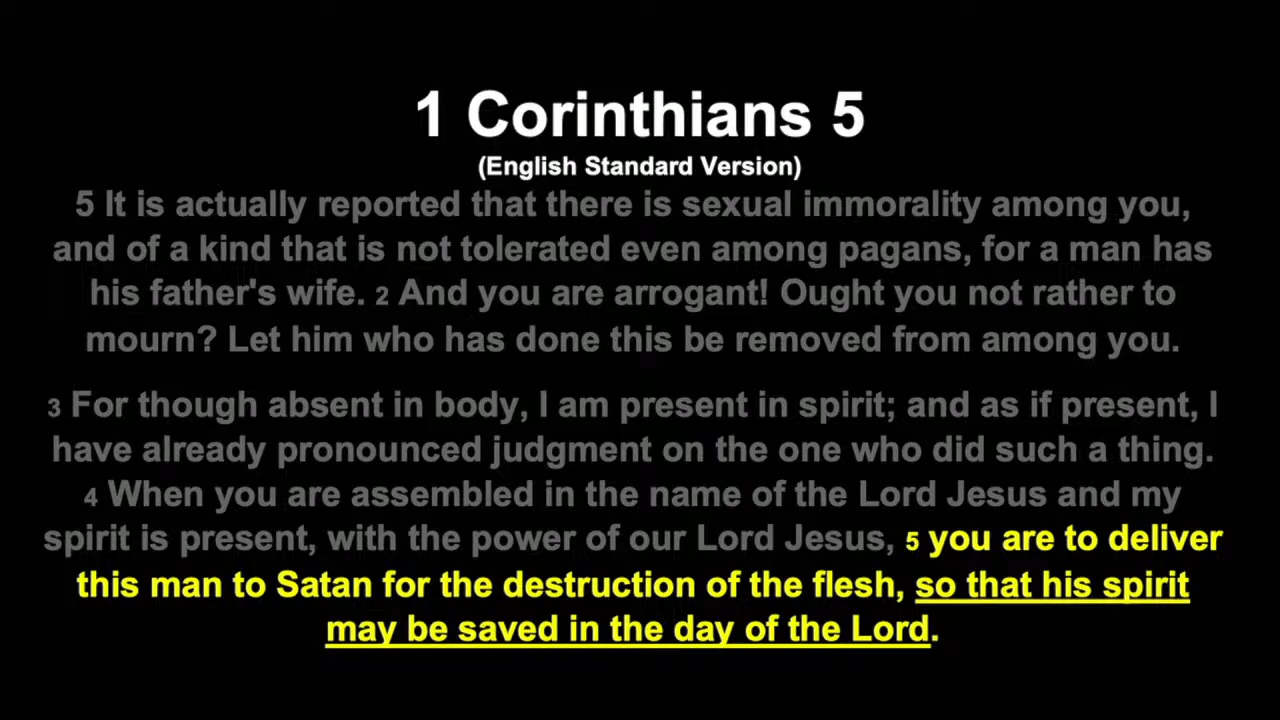 1 Corinthians 5
(English Standard Version)
5 It is actually reported that there is sexual immorality among you,
and of a kind that is not tolerated even among pagans, for a man has
his father's wife. 2 And you are arrogant! Ought you not rather to
mourn? Let him who has done this be removed from among you.
3 For though absent in body, I am present in spirit; and as if present, I
have already pronounced judgment on the one who did such a thing.
4 When you are assembled in the name of the Lord Jesus and my
spirit is present, with the power of our Lord Jesus, 5 you are to deliver
this man to Satan for the destruction of the flesh, so that his spirit
may be saved in the day of the Lord.